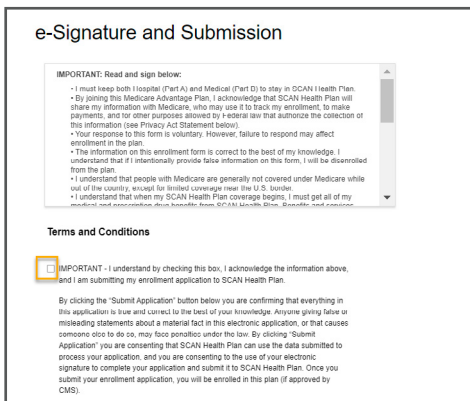 e-Signature and Submission
IMPORTANT: Read and sign below:
• I must keep both Hospital (Part A) and Medical (Part D) to stay in SCAN Health Plan.
• By joining this Medicare Advantage Plan, I acknowledge that SCAN Health Plan will
share my information with Medicare, who may use it to track my enrollment, to make
payments, and for other purposes allowed by Federal law that authorize the collection of
this information (see Privacy Act Statement below).
• Your response to this form is voluntary. However, failure to respond may affect
enrollment in the plan.
• The information on this enrollment form is correct to the best of my knowledge. I
understand that if I intentionally provide false information on this form, I will be disenrolled
from the plan.
• I understand that people with Medicare are generally not covered under Medicare while
out of the country, except for limited coverage near the U.S. border.
• I understand that when my SCAN Health Plan coverage begins, I must get all of my
medical and prescription drug benefits from SCAN Health Plan. Benefits and services
Terms and Conditions
IMPORTANT - I understand by checking this box, I acknowledge the information above,
and I am submitting my enrollment application to SCAN Health Plan.
By clicking the "Submit Application" button below you are confirming that everything in
this application is true and correct to the best of your knowledge. Anyone giving false or
misleading statements about a material fact in this electronic application, or that causes
someone else to do so, may face penalties under the law. By clicking "Submit
Application" you are consenting that SCAN Health Plan can use the data submitted to
process your application, and you are consenting to the use of your electronic
signature to complete your application and submit it to SCAN Health Plan. Once you
submit your enrollment application, you will be enrolled in this plan (if approved by
CMS).